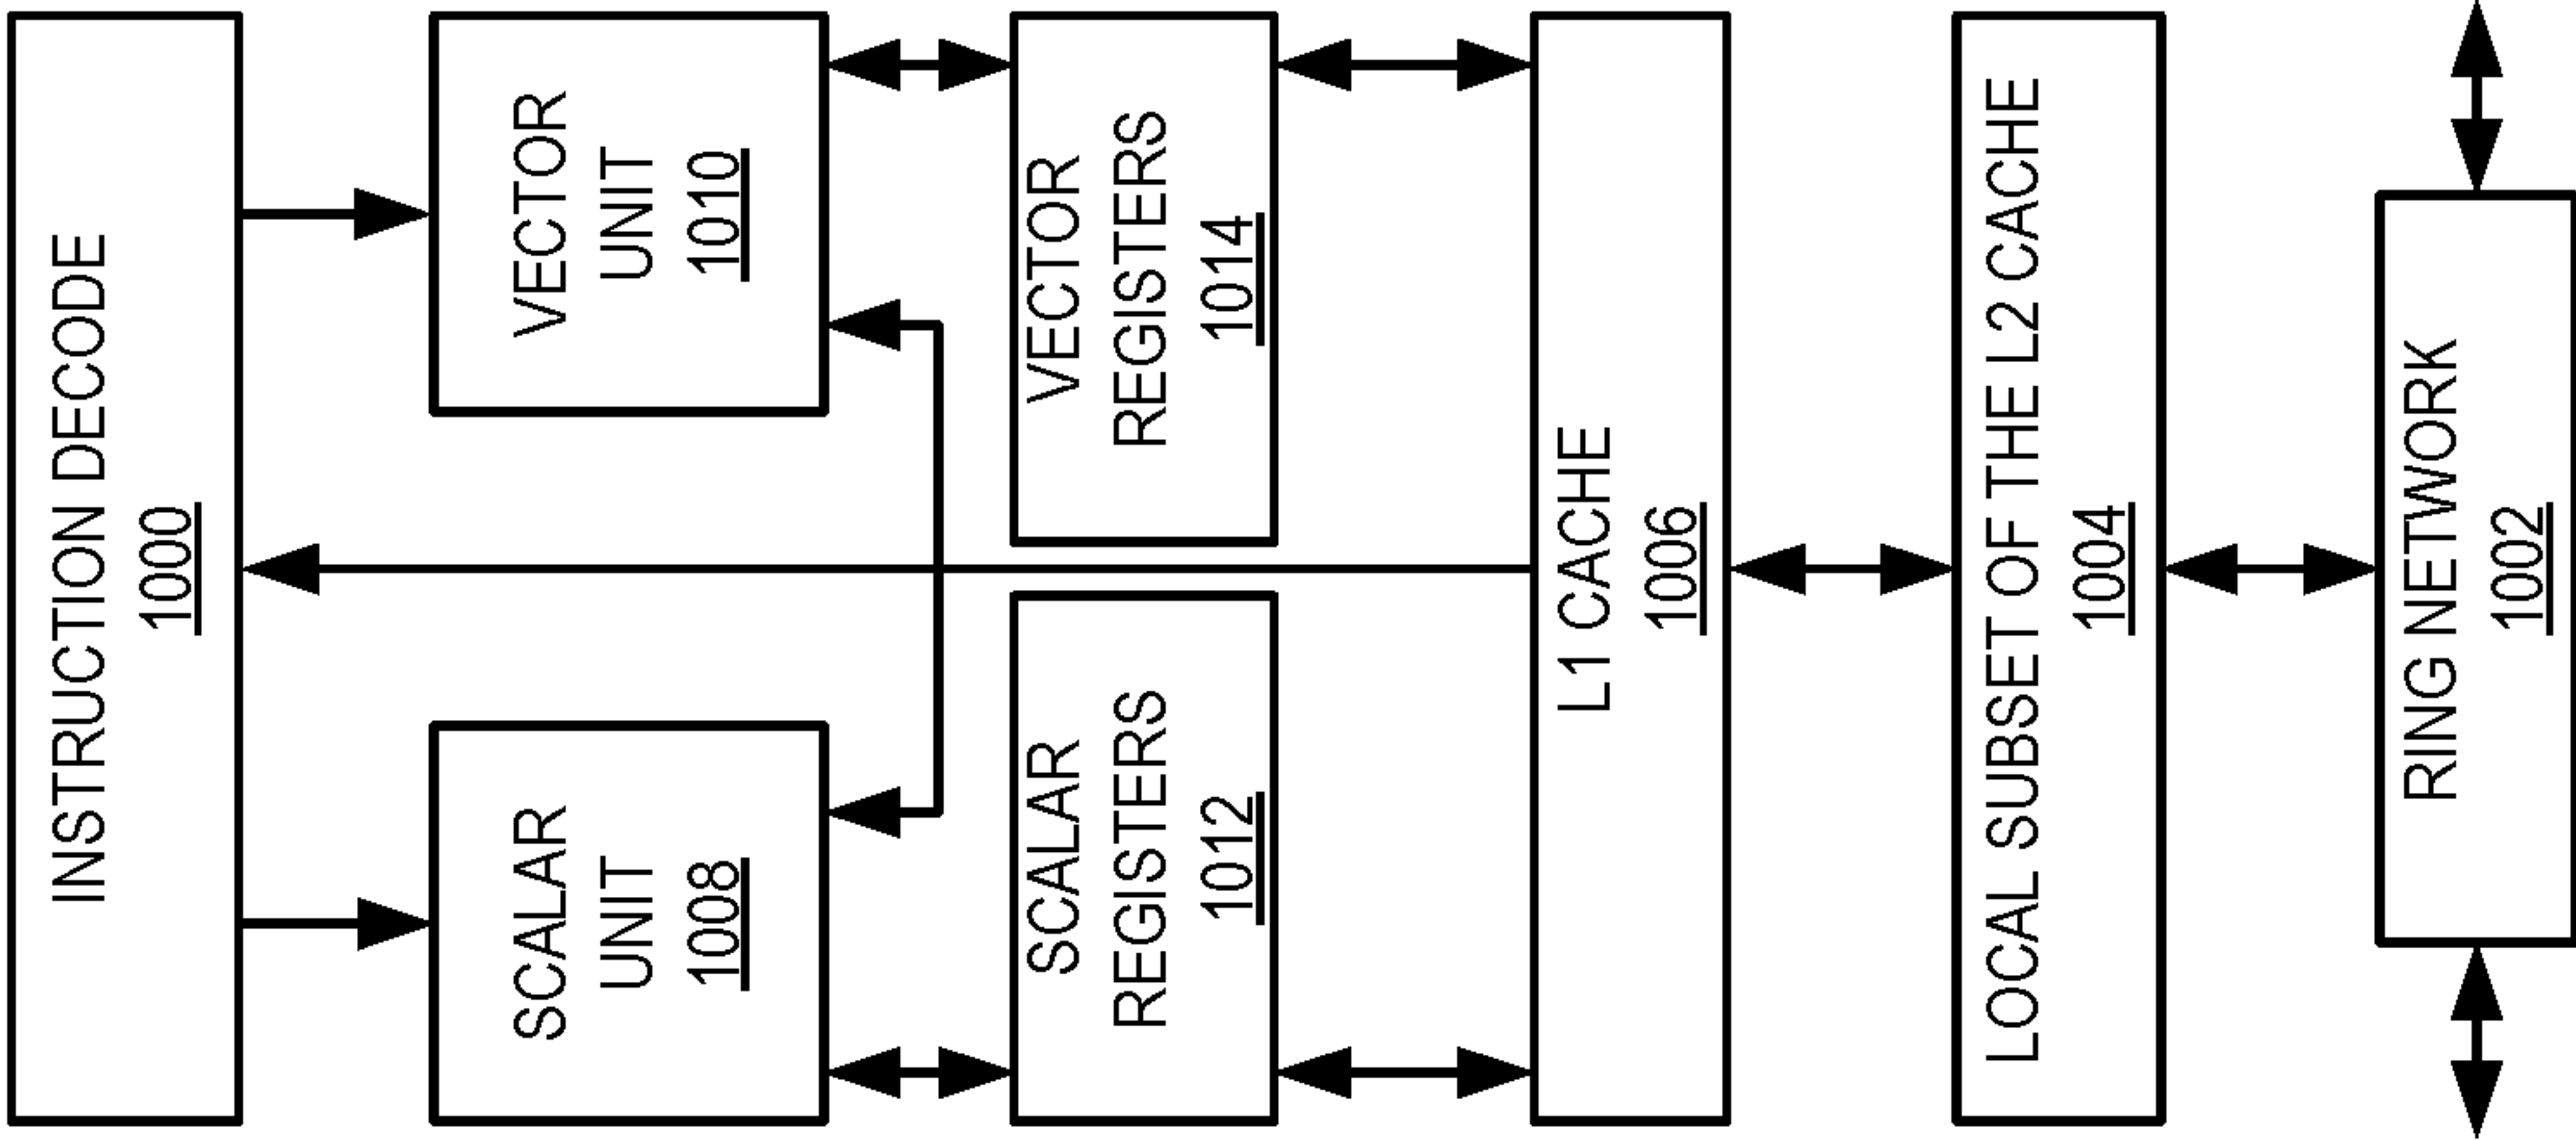 INSTRUCTION DECODE
1000
SCALAR
UNIT
1008
VECTOR
UNIT
1010
SCALAR
REGISTERS
1012
VECTOR
REGISTERS
1014
L1 CACHE
1006
LOCAL SUBSET OF THE L2 CACHE
1004
RING NETWORK
1002